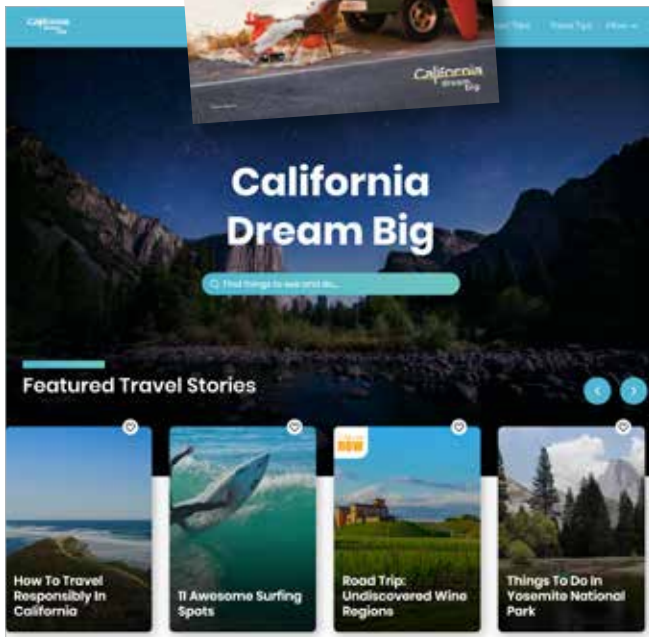 California
dream
big
California
Travel Tips
California
Dream Big
Find things to see and do...
Featured Travel Stories
now
How To Travel
Responsibly In
California
11 Awesome Surfing
Spots
Road Trip:
Undiscovered Wine
Regions
Things To Do In
Yosemite National
Park